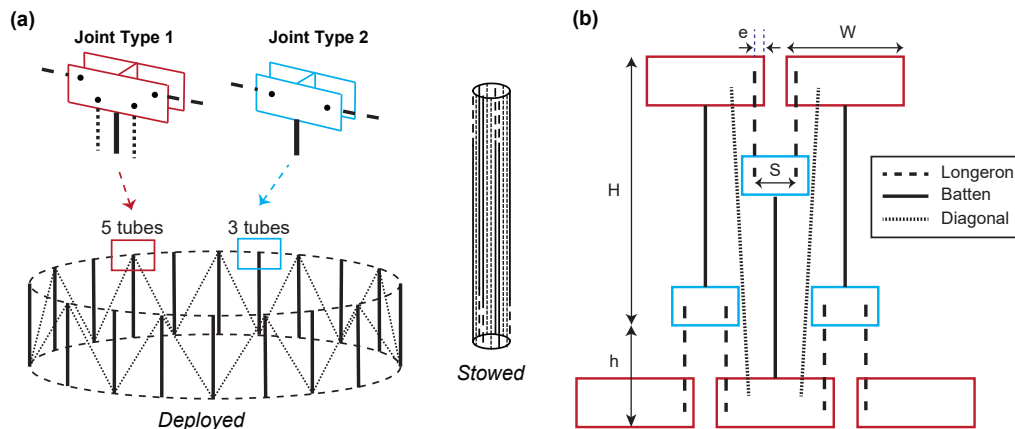 (a)
Joint Type 1
Joint Type 2
5 tubes
3 tubes
Deployed
Stowed
(b)
e
W
H
S
h
Longeron
Batten
Diagonal